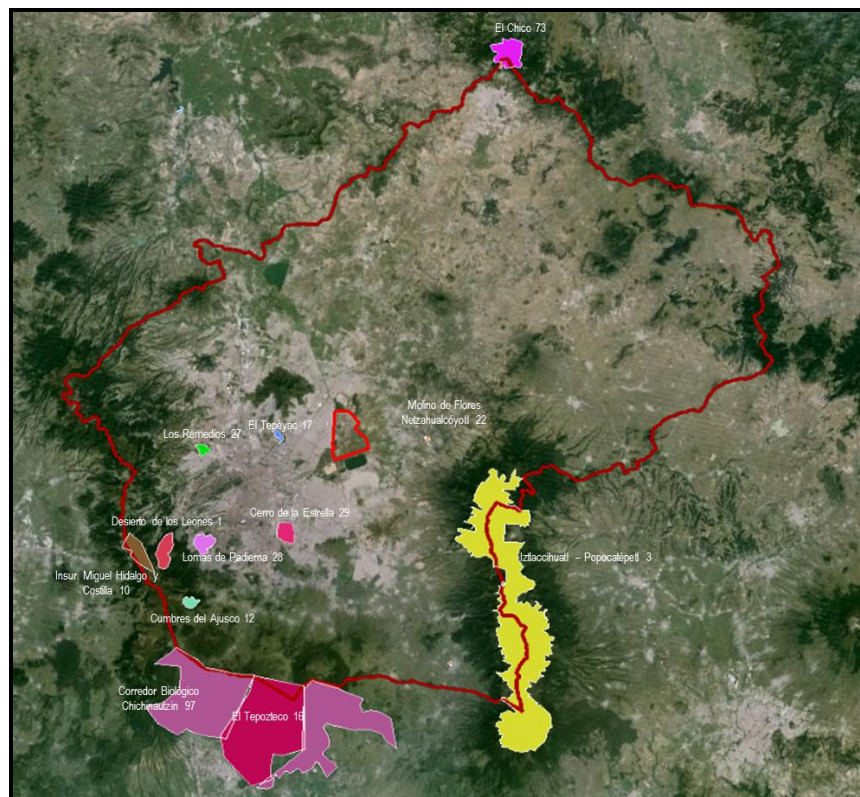 El Chico 73
Molino de Flores
Netzahualcóyotl 22
El Tepeyac 17
Los Remedios 27
Cerro de la Estrella 29
Desierto de los Leones 1
Lomas de Padierna 28
Iztlaccihuatl – Popocatépetl 3
Insur. Miguel Hidalgo y
Costilla 10
Cumbres del Ajusco 12
Corredor Biológico
Chichinautzin 97
El Tepozteco 16